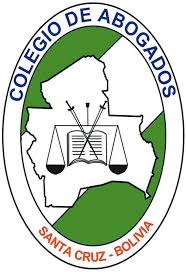 COLEGIO DE ABOGADOS
SANTA CRUZ - BOLIVIA